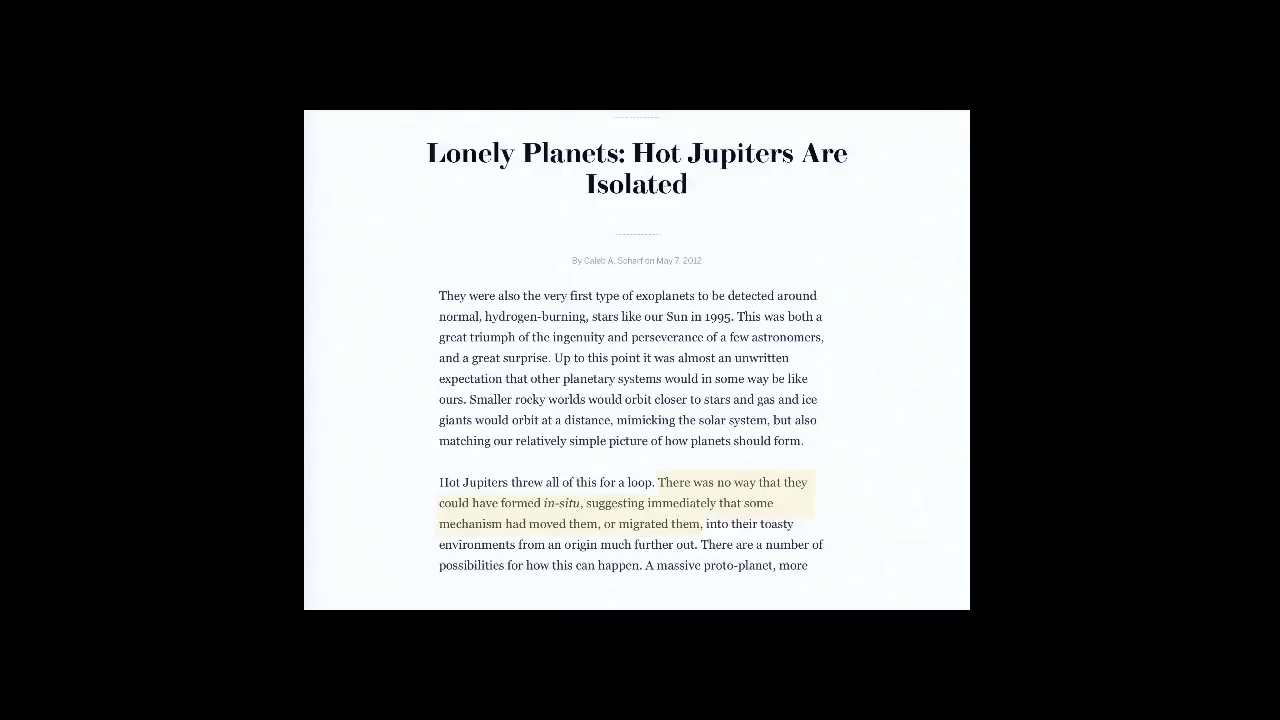 Lonely Planets: Hot Jupiters Are
Isolated
By Caleb A. Scharf on May 7, 2012
They were also the very first type of exoplanets to be detected around
normal, hydrogen-burning, stars like our Sun in 1995. This was both a
great triumph of the ingenuity and perseverance of a few astronomers,
and a great surprise. Up to this point it was almost an unwritten
expectation that other planetary systems would in some way be like
ours. Smaller rocky worlds would orbit closer to stars and gas and ice
giants would orbit at a distance, mimicking the solar system, but also
matching our relatively simple picture of how planets should form.
Hot Jupiters threw all of this for a loop. There was no way that they
could have formed in-situ, suggesting immediately that some
mechanism had moved them, or migrated them, into their toasty
environments from an origin much further out. There are a number of
possibilities for how this can happen. A massive proto-planet, more